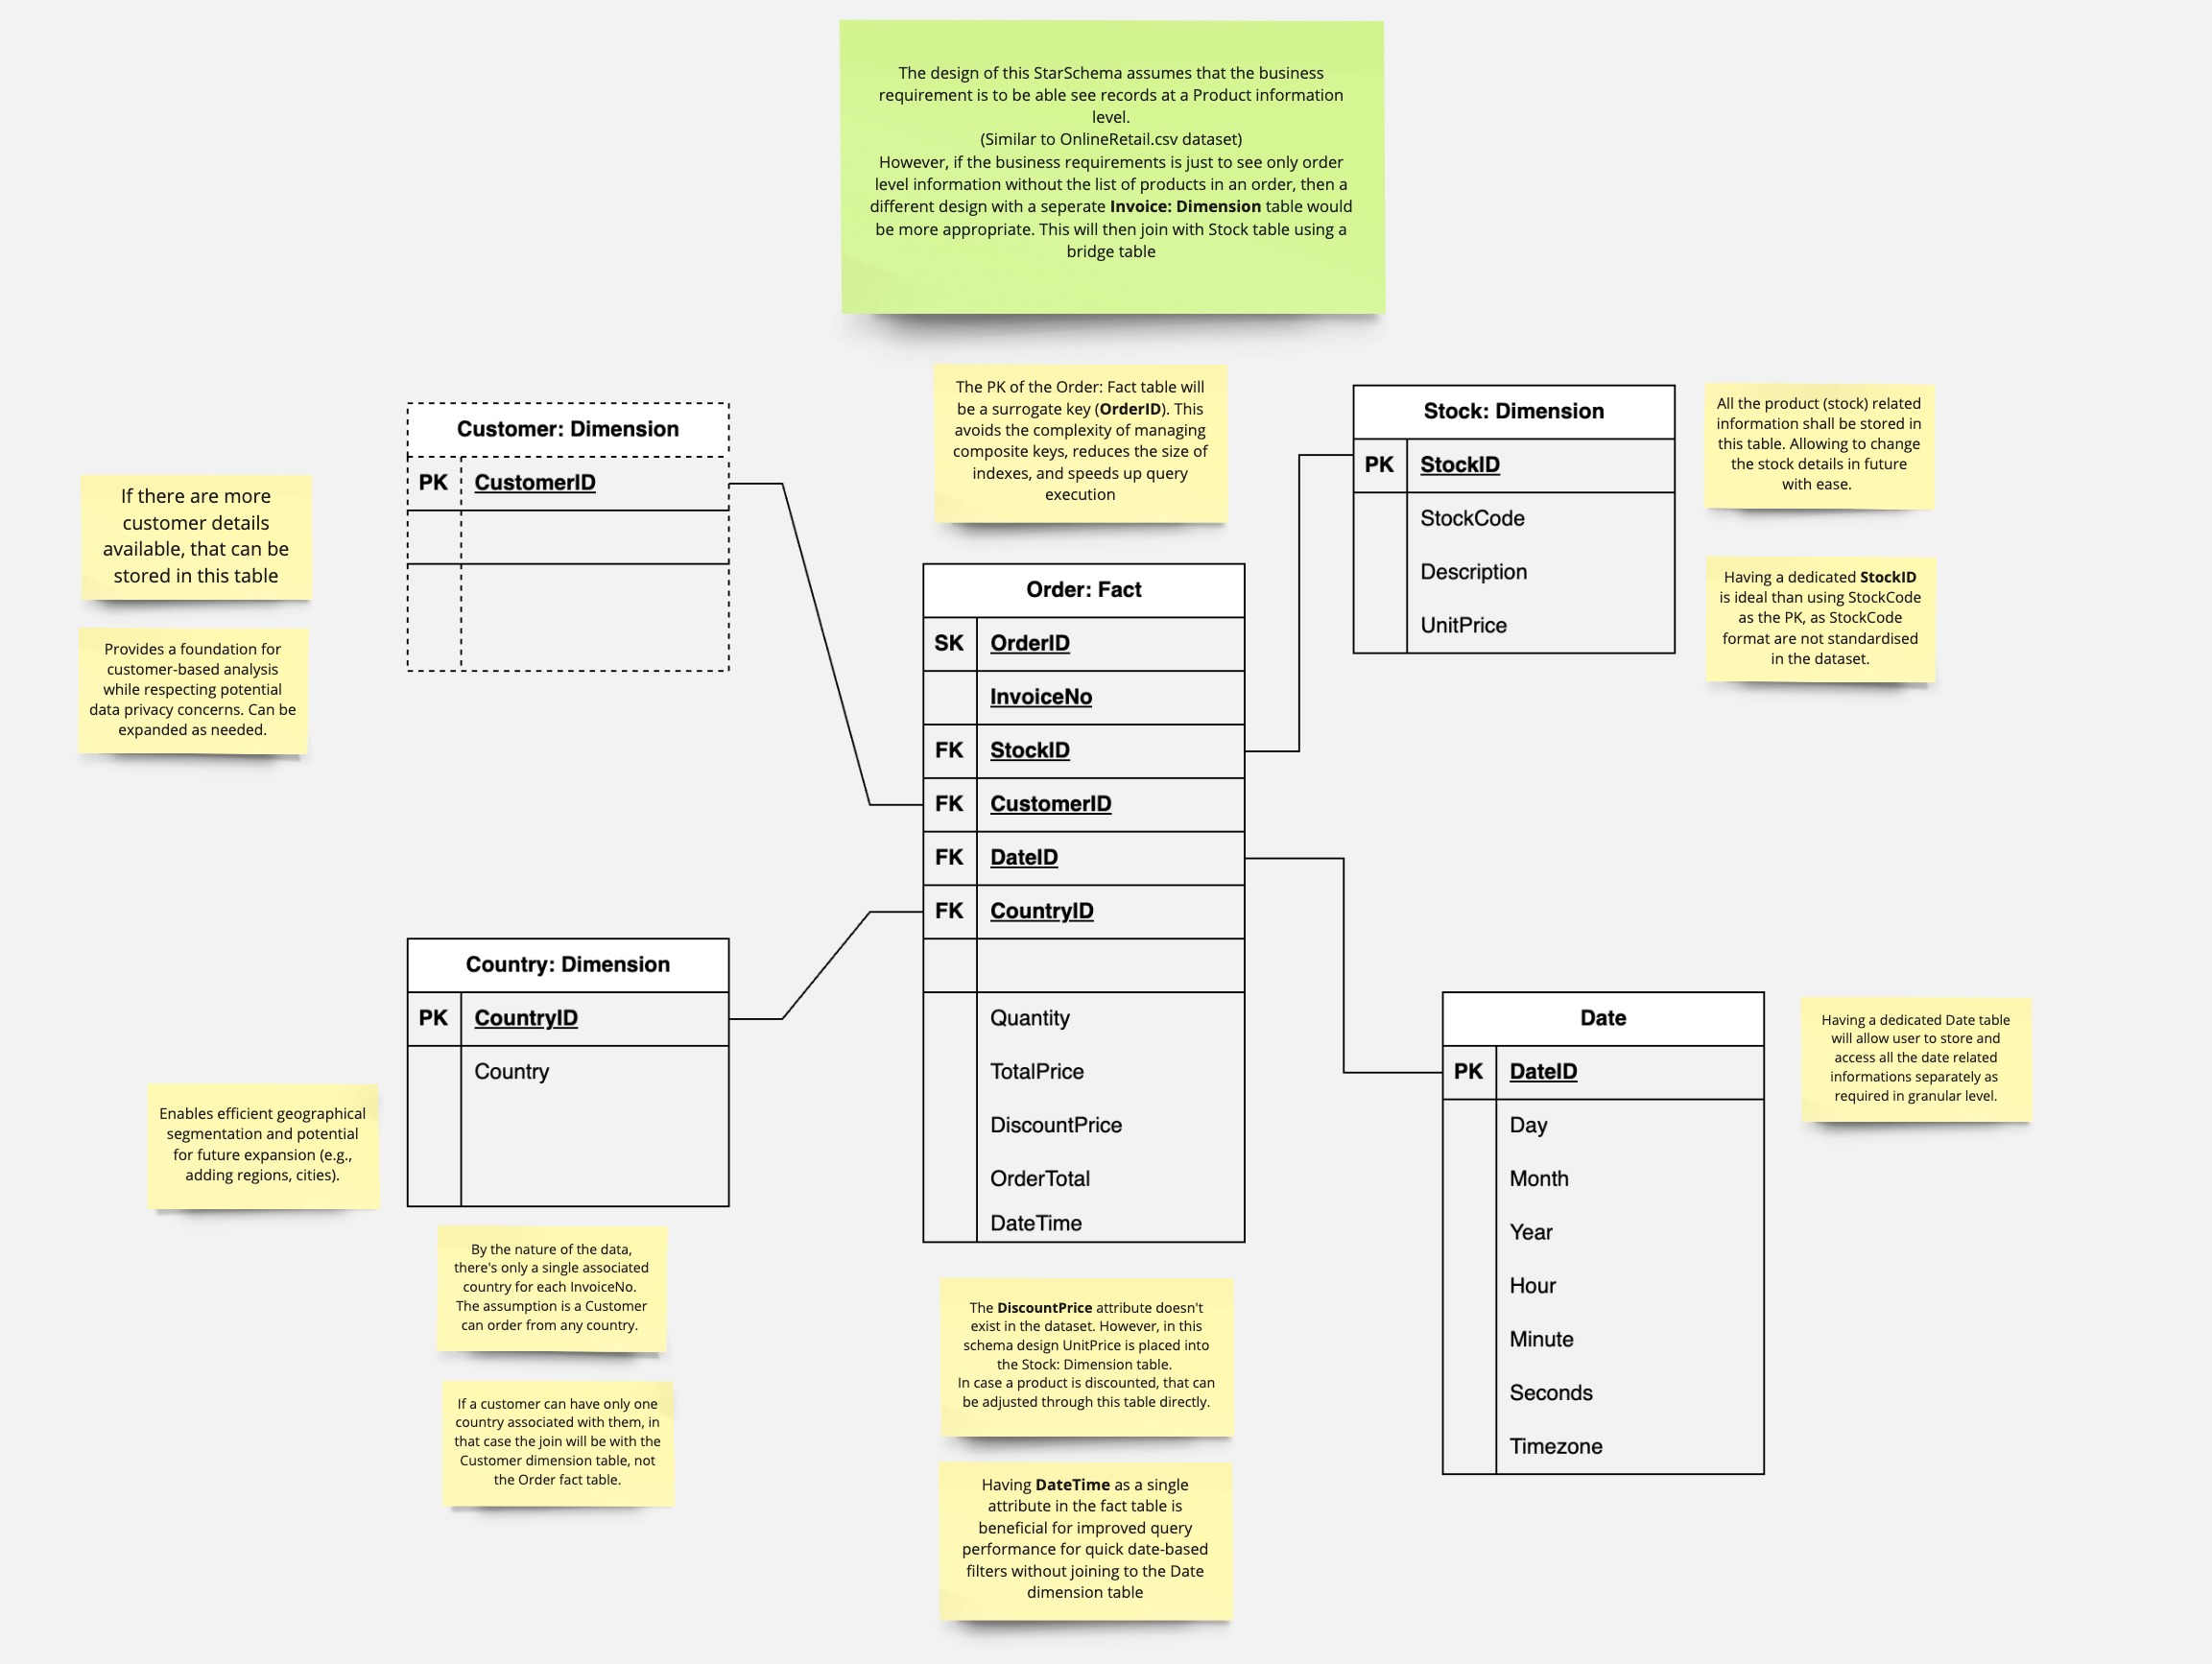 The design of this StarSchema assumes that the business
requirement is to be able see records at a Product information
level.
(Similar to OnlineRetail.csv dataset)
However, if the business requirements is just to see only order
level information without the list of products in an order, then a
different design with a seperate Invoice: Dimension table would
be more appropriate. This will then join with Stock table using a
bridge table
The PK of the Order: Fact table will
be a surrogate key (OrderID). This
avoids the complexity of managing
composite keys, reduces the size of
indexes, and speeds up query
execution
If there are more
customer details
available, that can be
stored in this table
Provides a foundation for
customer-based analysis
while respecting potential
data privacy concerns. Can be
expanded as needed.
Customer: Dimension
PK CustomerID
Stock: Dimension
PK StockID
StockCode
Description
UnitPrice
All the product (stock) related
information shall be stored in
this table. Allowing to change
the stock details in future
with ease.
Having a dedicated StockID
is ideal than using StockCode
as the PK, as StockCode
format are not standardised
in the dataset.
Order: Fact
SK OrderID
InvoiceNo
FK StockID
FK CustomerID
FK DateID
FK CountryID
Quantity
TotalPrice
DiscountPrice
OrderTotal
DateTime
Country: Dimension
PK CountryID
Country
Enables efficient geographical
segmentation and potential
for future expansion (e.g.,
adding regions, cities).
By the nature of the data,
there's only a single associated
country for each InvoiceNo.
The assumption is a Customer
can order from any country.
If a customer can have only one
country associated with them, in
that case the join will be with the
Customer dimension table, not
the Order fact table.
Date
PK DateID
Day
Month
Year
Hour
Minute
Seconds
Timezone
Having a dedicated Date table
will allow user to store and
access all the date related
informations separately as
required in granular level.
The DiscountPrice attribute doesn't
exist in the dataset. However, in this
schema design UnitPrice is placed into
the Stock: Dimension table.
In case a product is discounted, that can
be adjusted through this table directly.
Having DateTime as a single
attribute in the fact table is
beneficial for improved query
performance for quick date-based
filters without joining to the Date
dimension table